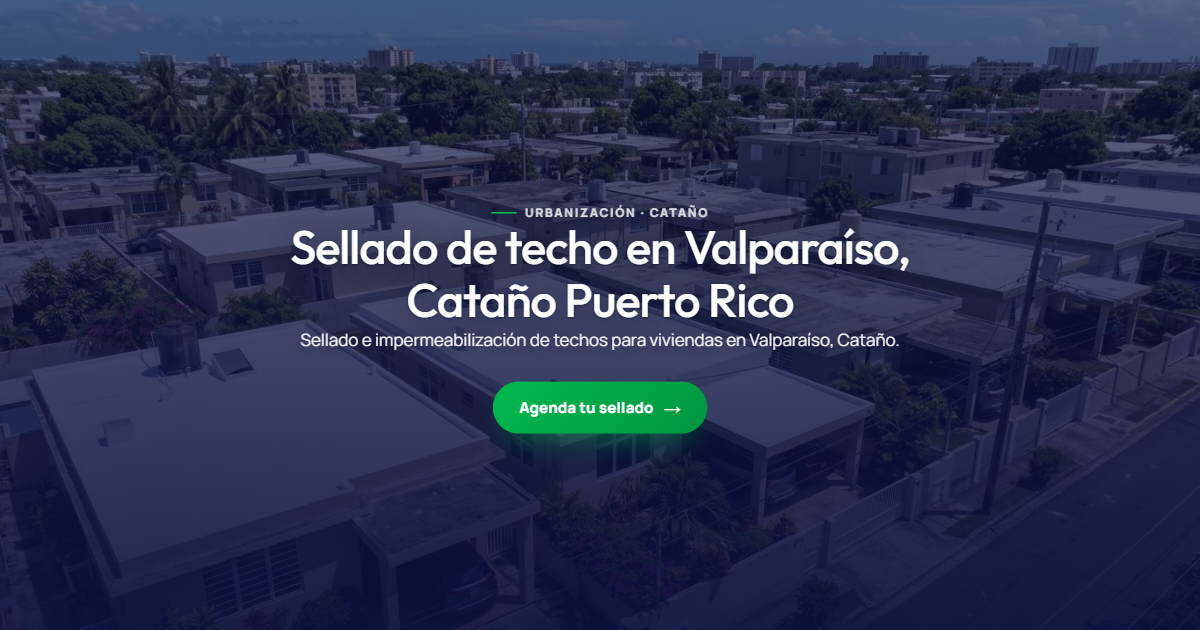 URBANIZACIÓN · CATAÑO
Sellado de techo en Valparaíso,
Cataño Puerto Rico
Sellado e impermeabilización de techos para viviendas en Valparaíso, Cataño.
Agenda tu sellado →